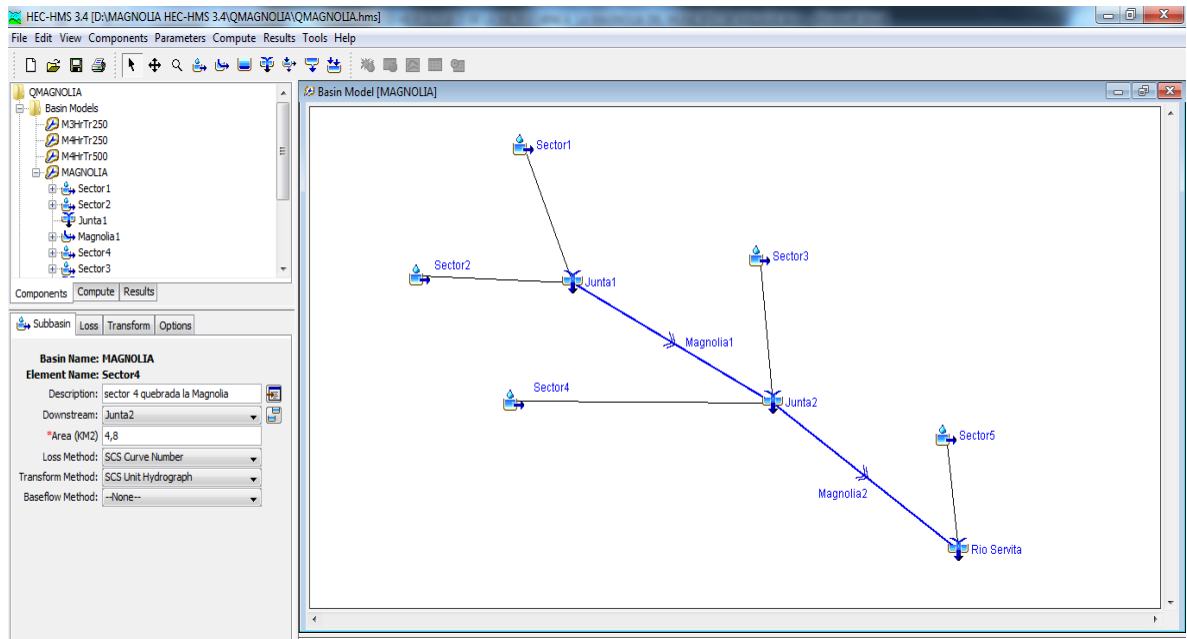 HEC-HMS 3.4 [D:\MAGNOLIA HEC-HMS 3.4\QMAGNOLIA\QMAGNOLIA.hms]
File Edit View Components Parameters Compute Results Tools Help
QMAGNOLIA
Basin Models
M3HrTr250
M4HrTr250
M4HrTr500
MAGNOLIA
Sector1
Sector2
Junta1
Magnolia1
Sector4
Sector3
Components Compute Results
Subbasin Loss Transform Options
Basin Name: MAGNOLIA
Element Name: Sector4
Description: sector 4 quebrada la Magnolia
Downstream: Junta2
*Area (KM2) 4,8
Loss Method: SCS Curve Number
Transform Method: SCS Unit Hydrograph
Baseflow Method: --None--
Basin Model [MAGNOLIA]
Sector1
Sector2
Sector3
Junta1
Magnolia1
Sector4
Junta2
Sector5
Magnolia2
Rio Servita